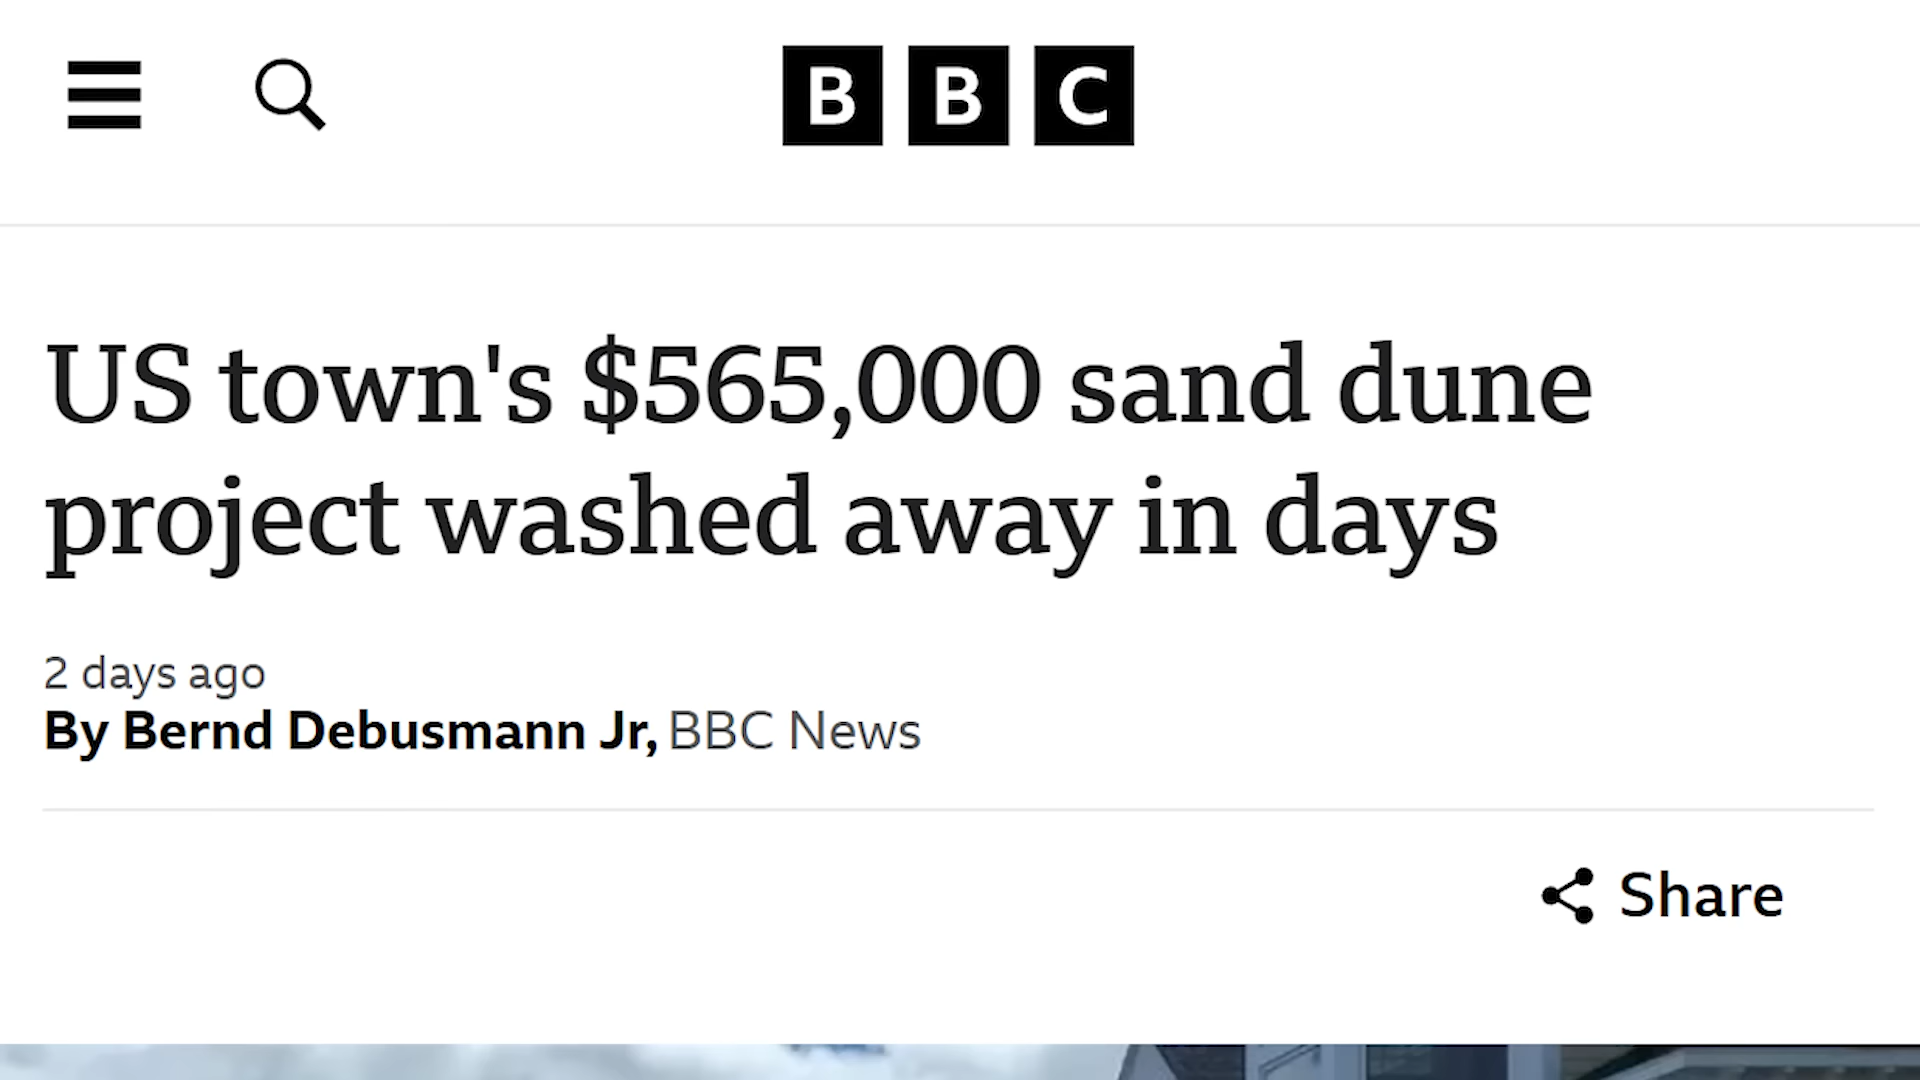 BBC
US town's $565,000 sand dune
project washed away in days
2 days ago
By Bernd Debusmann Jr, BBC News
Share